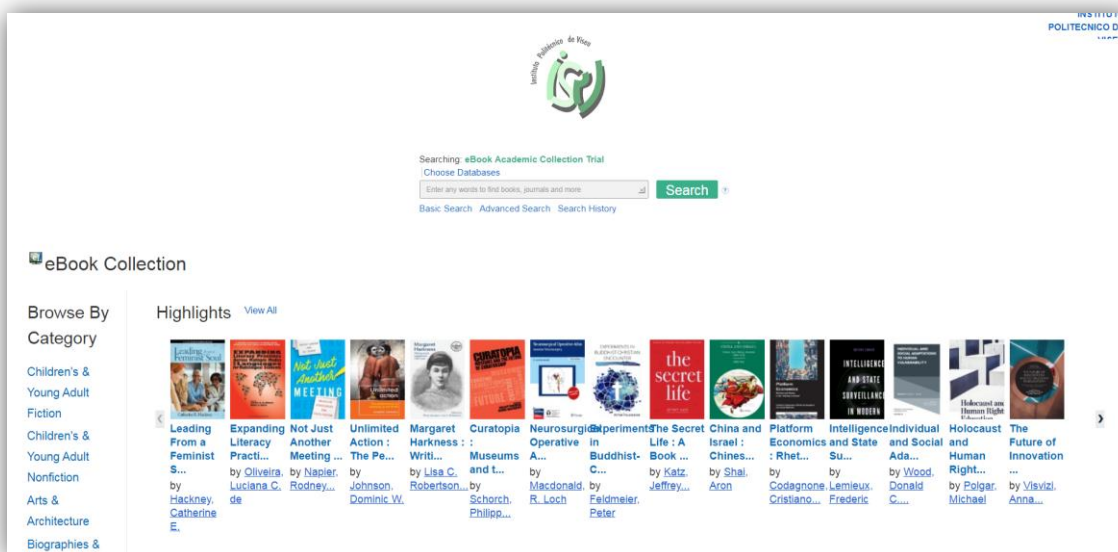 INSTITUTO
POLITECNICO D
Instituto Politécnico de Viseu
Searching: eBook Academic Collection Trial
Choose Databases
Enter any words to find books, journals and more
Search
Basic Search Advanced Search Search History
eBook Collection
Browse By
Category
Children's &
Young Adult
Fiction
Children's &
Young Adult
Nonfiction
Arts &
Architecture
Biographies &
Highlights View All
Leading
From a
Feminist
S...
by
Hackney,
Catherine
E.
Expanding
Literacy
Practi...
by Oliveira,
Luciana C.
de
Not Just
Another
Meeting ...
by Napier,
Rodney...
Unlimited
Action :
The Pe...
by
Johnson,
Dominic W.
Margaret
Harkness :
Writi...
by Lisa C.
Robertson...
Curatopia
:
Museums
and t...
by
Schorch,
Philipp...
Neurosurgical
Operative
A...
by
Macdonald,
R. Loch
Experiments
in
Buddhist-
C...
by
Feldmeier,
Peter
The Secret
Life : A
Book ...
by Katz,
Jeffrey...
China and
Israel :
Chines...
by Shai,
Aron
Platform
Economics
: Rhet...
by
Codagnone,
Cristiano...
Intelligence
and State
Su...
by
Lemieux,
Frederic
Individual
and Social
Ada...
by Wood,
Donald
C....
Holocaust
and
Human
Right...
by Polgar,
Michael
The
Future of
Innovation
...
by Visvizi,
Anna...